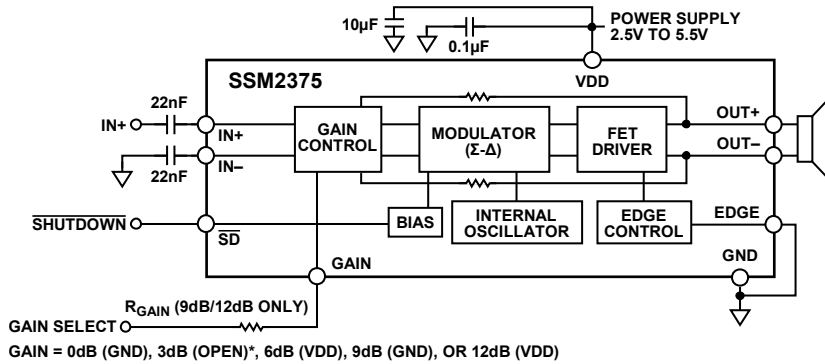 10μF
0.1μF
POWER SUPPLY
2.5V TO 5.5V
SSM2375
VDD
22nF
IN+
IN+
GAIN
CONTROL
MODULATOR
(Σ-Δ)
FET
DRIVER
OUT+
OUT–
22nF
IN–
SHUTDOWN
SD
BIAS
INTERNAL
OSCILLATOR
EDGE
CONTROL
EDGE
GAIN
GND
RGAIN (9dB/12dB ONLY)
GAIN SELECT
GAIN = 0dB (GND), 3dB (OPEN)*, 6dB (VDD), 9dB (GND), OR 12dB (VDD)